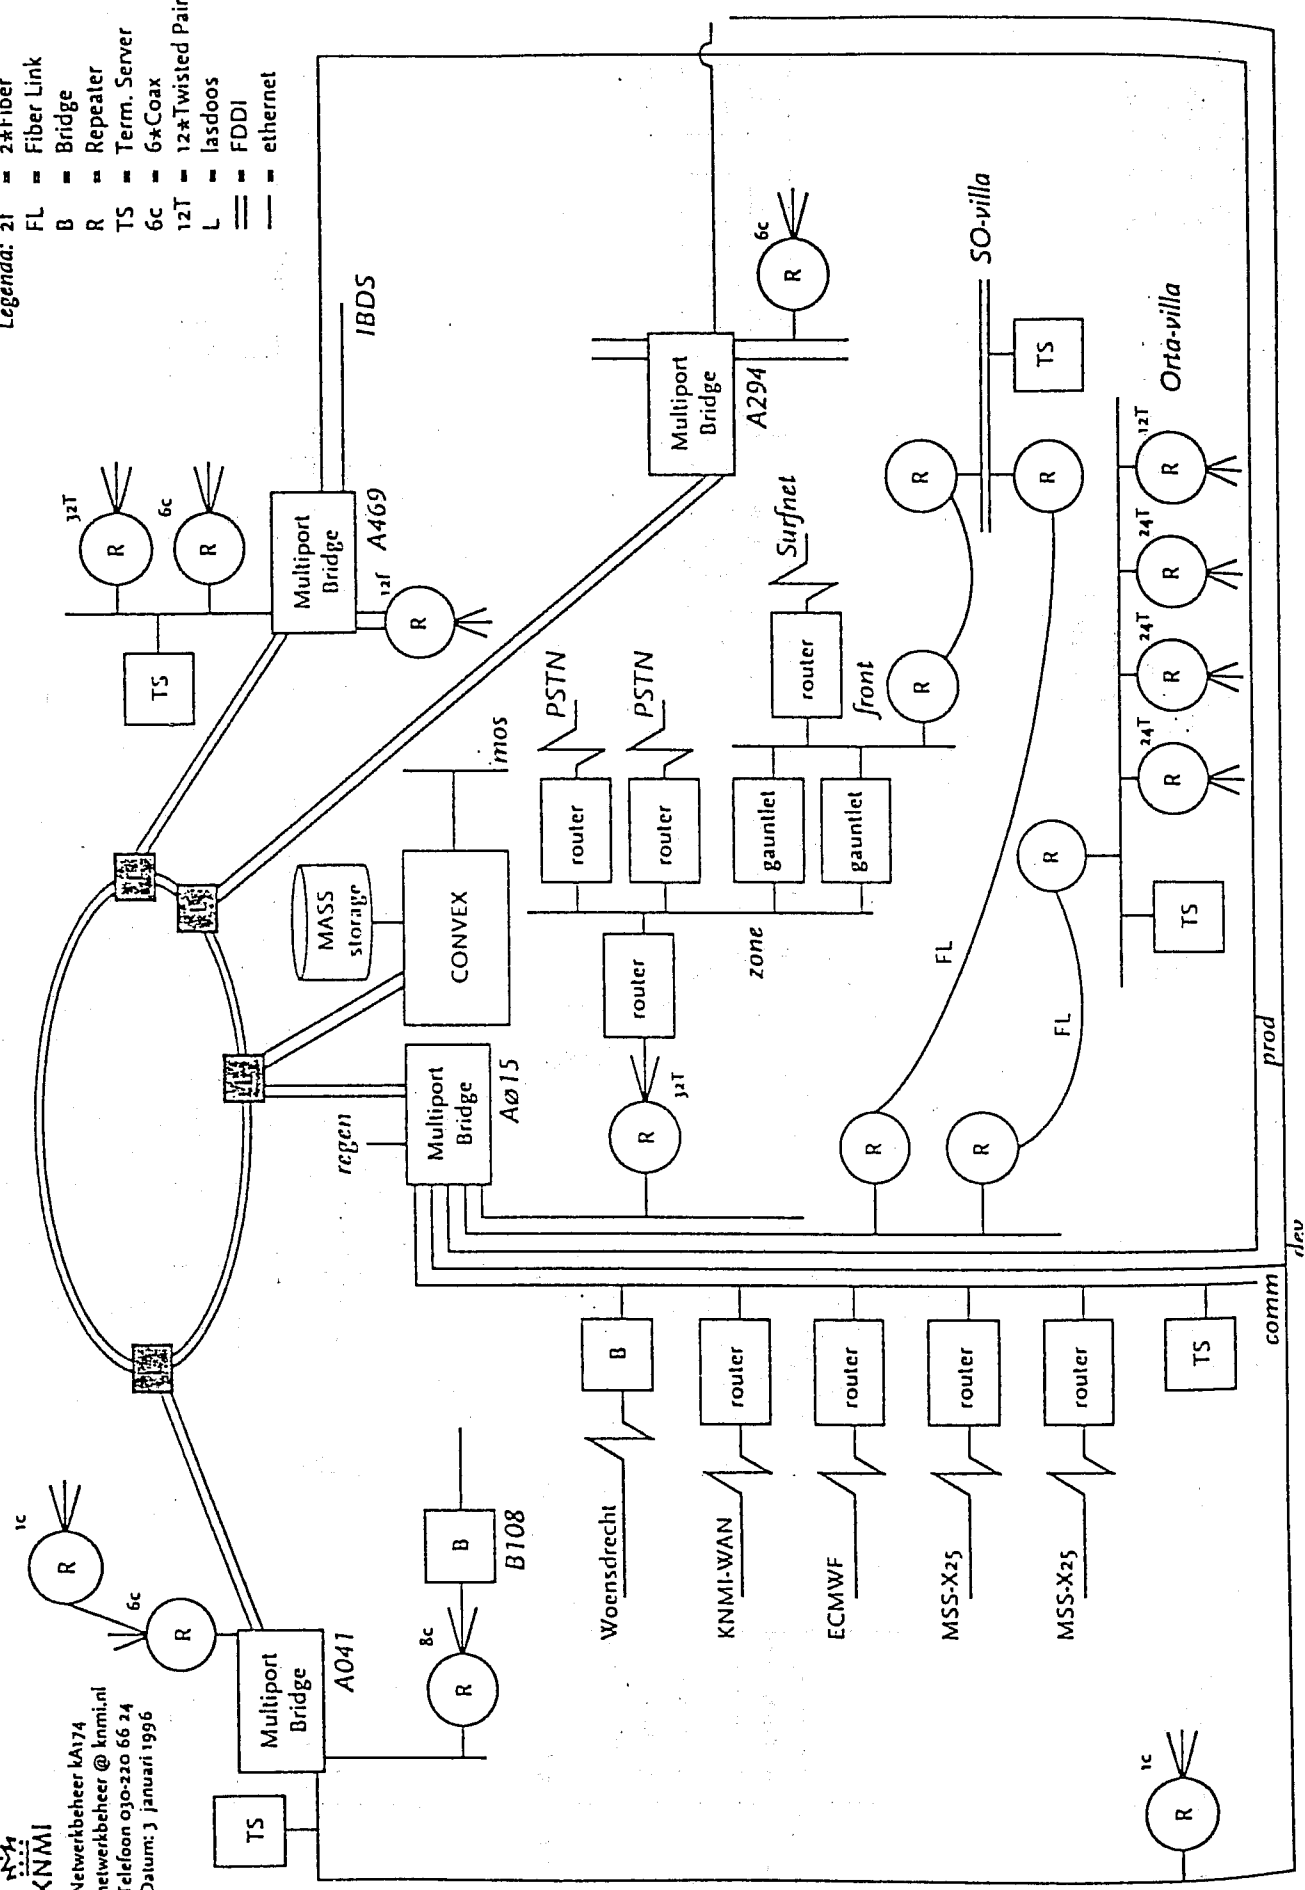 KNMI
Netwerkbeheer kA174
netwerkbeheer @ knmi.nl
Telefoon 030-220 66 24
Datum: 3 januari 1996
Legenda: 2f = 2*Fiber
FL = Fiber Link
B = Bridge
R = Repeater
TS = Term. Server
6c = 6*Coax
12T = 12*Twisted Pair
L = lasdoos
= FDDI
= ethernet
1c
R
6c
R
TS
Multiport
Bridge
A041
8c
R
B
B108
L
L
L
L
32T
R
6c
R
TS
Multiport
Bridge
A469
12f
R
IBDS
MASS
storage
CONVEX
mos
regen
Multiport
Bridge
Aø15
Multiport
Bridge
A294
6c
R
router
PSTN
router
PSTN
gauntlet
gauntlet
router
Surfnet
front
zone
router
32T
R
R
R
R
R
FL
SO-villa
TS
R
R
FL
TS
24T
R
24T
R
24T
R
12T
R
Orta-villa
Woensdrecht
B
KNMI-WAN
router
ECMWF
router
MSS-X25
router
MSS-X25
router
TS
comm
dev
prod
1c
R